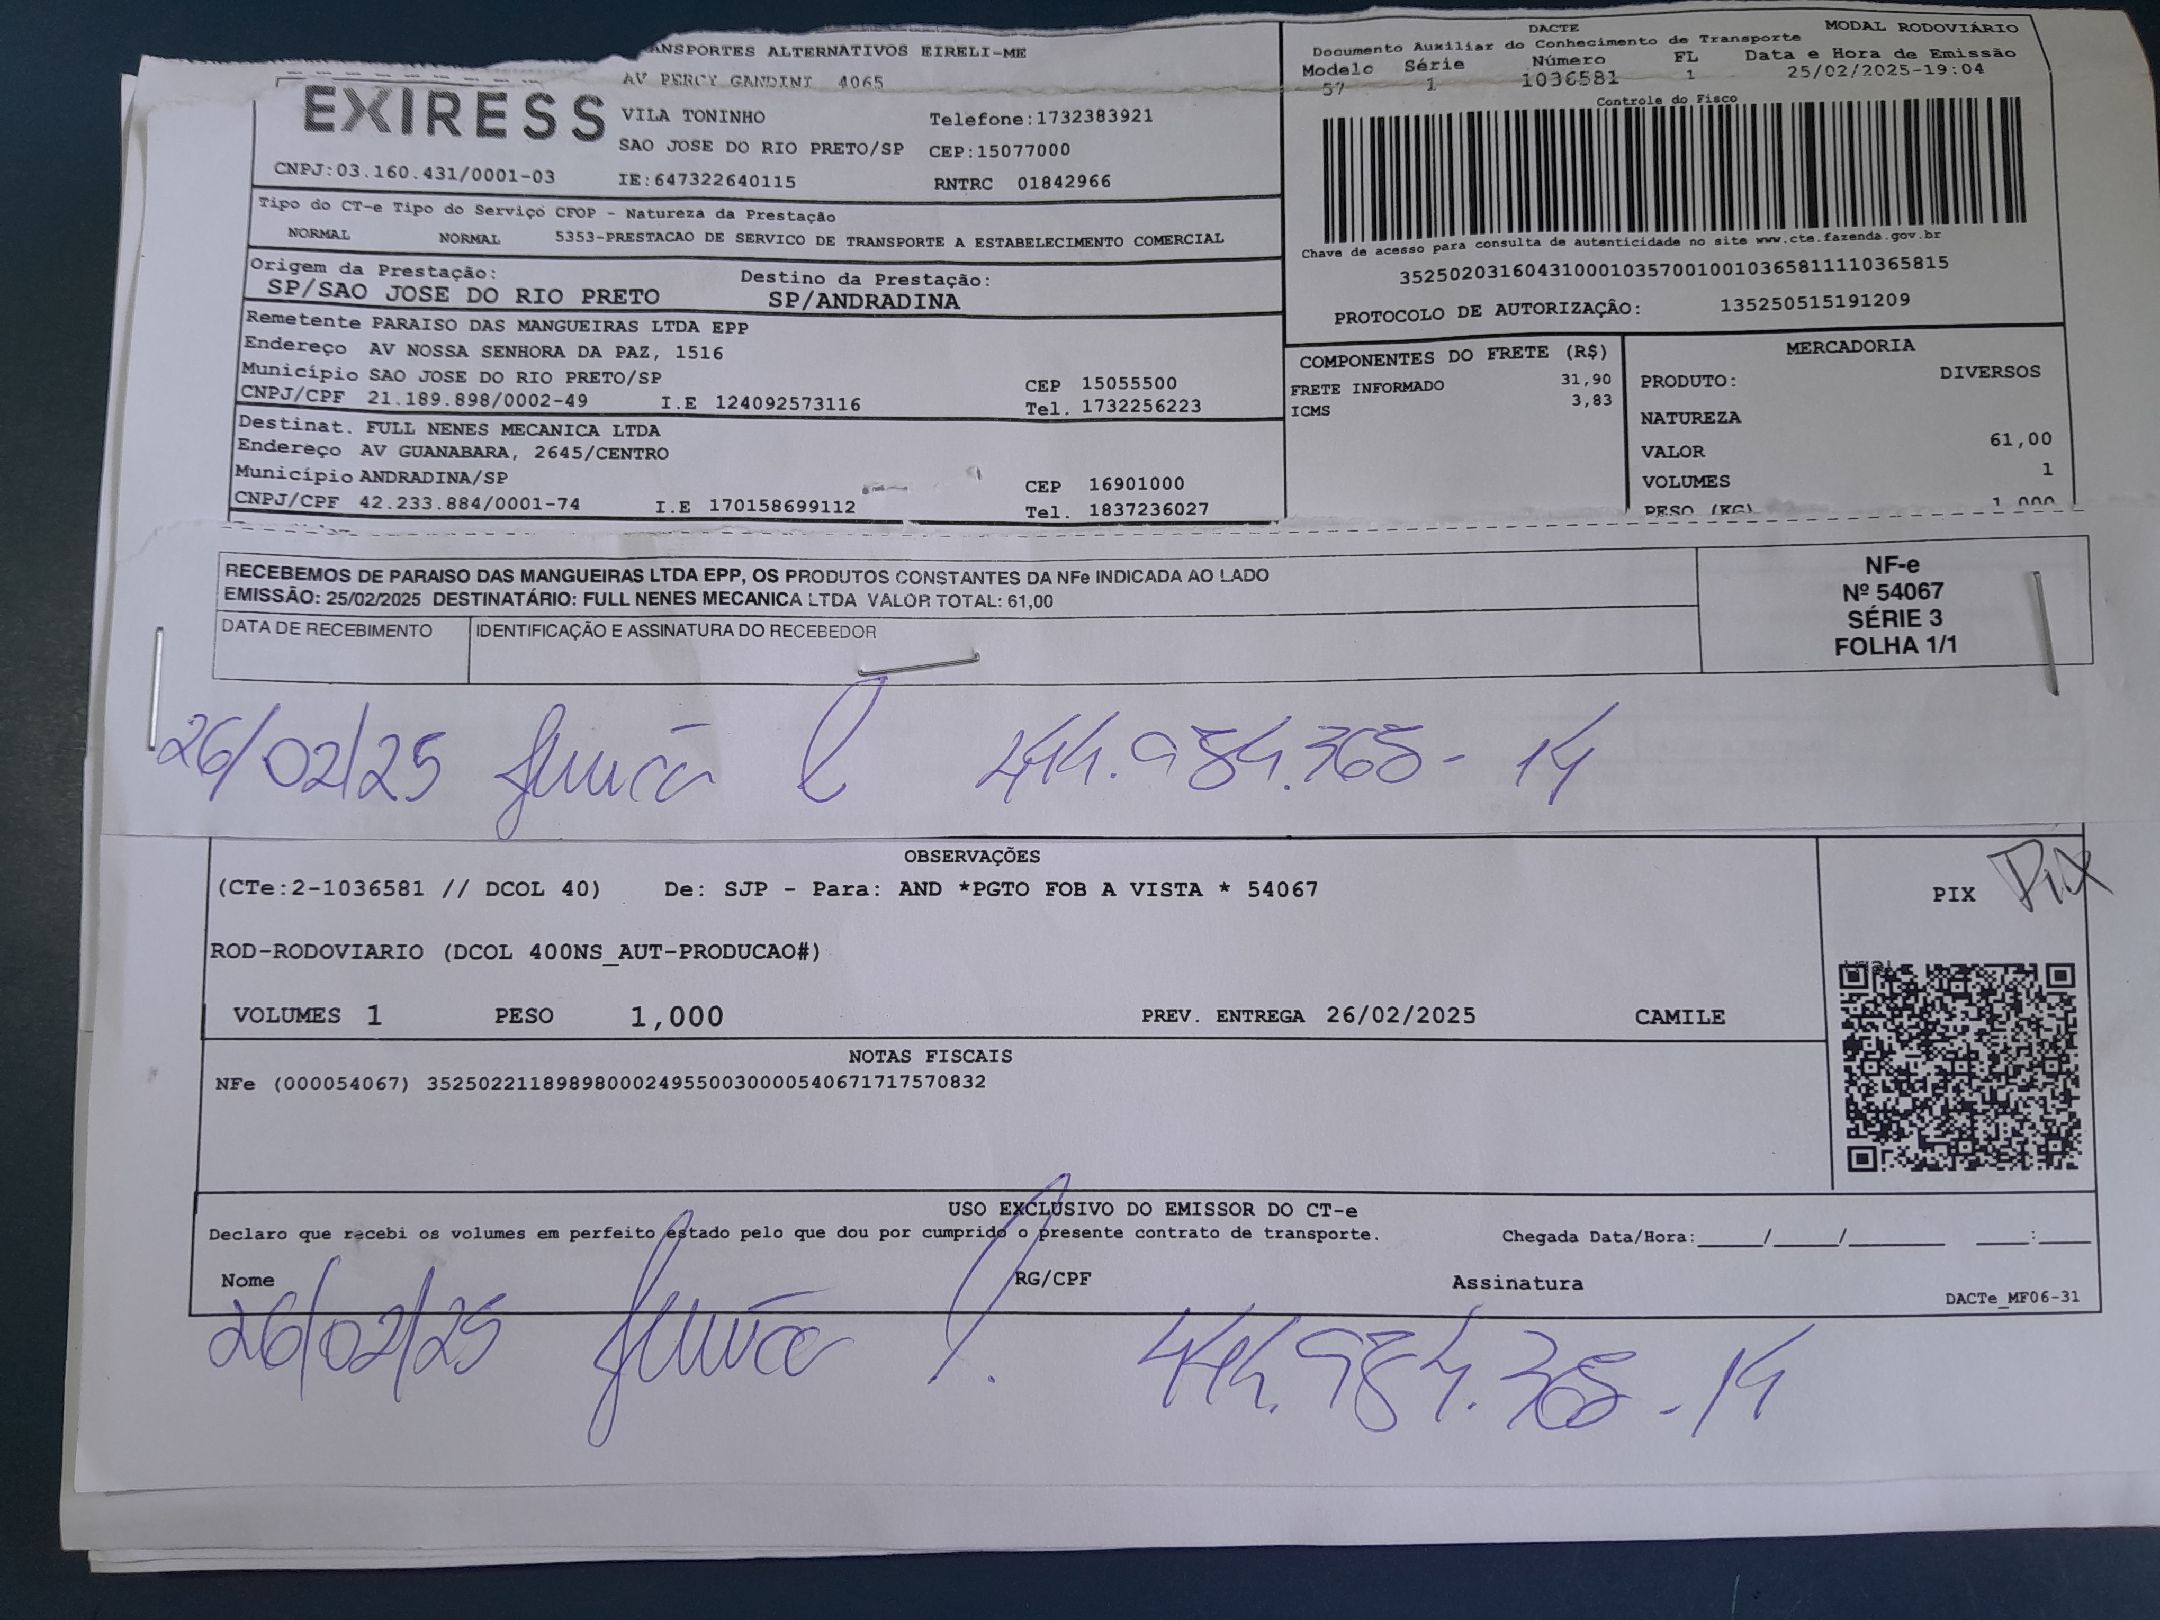 ANSPORTES ALTERNATIVOS EIRELI-ME
AV PERCY GANDINI 4065
EXIRESS
VILA TONINHO Telefone:1732383921
SAO JOSE DO RIO PRETO/SP CEP:15077000
CNPJ:03.160.431/0001-03 IE:647322640115 RNTRC 01842966
Tipo do CT-e Tipo do Serviço CFOP - Natureza da Prestação
NORMAL NORMAL 5353-PRESTACAO DE SERVICO DE TRANSPORTE A ESTABELECIMENTO COMERCIAL
Origem da Prestação: Destino da Prestação:
SP/SAO JOSE DO RIO PRETO SP/ANDRADINA
Remetente PARAISO DAS MANGUEIRAS LTDA EPP
Endereço AV NOSSA SENHORA DA PAZ, 1516
Município SAO JOSE DO RIO PRETO/SP CEP 15055500
CNPJ/CPF 21.189.898/0002-49 I.E 124092573116 Tel. 1732256223
Destinat. FULL NENES MECANICA LTDA
Endereço AV GUANABARA, 2645/CENTRO
Município ANDRADINA/SP CEP 16901000
CNPJ/CPF 42.233.884/0001-74 I.E 170158699112 Tel. 1837236027
DACTE MODAL RODOVIÁRIO
Documento Auxiliar do Conhecimento de Transporte
Modelo Série Número FL Data e Hora de Emissão
57 1 1036581 1 25/02/2025-19:04
Controle do Fisco
Chave de acesso para consulta de autenticidade no site www.cte.fazenda.gov.br
35250203160431000103570010010365811110365815
PROTOCOLO DE AUTORIZAÇÃO: 135250515191209
COMPONENTES DO FRETE (R$)
FRETE INFORMADO 31,90
ICMS 3,83
MERCADORIA
PRODUTO: DIVERSOS
NATUREZA
VALOR 61,00
VOLUMES 1
PESO (KG) 1,000
RECEBEMOS DE PARAISO DAS MANGUEIRAS LTDA EPP, OS PRODUTOS CONSTANTES DA NFe INDICADA AO LADO
EMISSÃO: 25/02/2025 DESTINATÁRIO: FULL NENES MECANICA LTDA VALOR TOTAL: 61,00
DATA DE RECEBIMENTO IDENTIFICAÇÃO E ASSINATURA DO RECEBEDOR
NF-e
Nº 54067
SÉRIE 3
FOLHA 1/1
26/02/25 444.984.368-14
OBSERVAÇÕES
(CTe:2-1036581 // DCOL 40) De: SJP - Para: AND *PGTO FOB A VISTA * 54067
ROD-RODOVIARIO (DCOL 400NS_AUT-PRODUCAO#)
VOLUMES 1 PESO 1,000 PREV. ENTREGA 26/02/2025 CAMILE
PIX Pix
NOTAS FISCAIS
NFe (000054067) 35250221189898000249550030000540671717570832
USO EXCLUSIVO DO EMISSOR DO CT-e
Declaro que recebi os volumes em perfeito estado pelo que dou por cumprido o presente contrato de transporte. Chegada Data/Hora:_____/_____/_______ ____:____
Nome RG/CPF Assinatura
DACTe_MF06-31
26/02/25 444.984.368-14